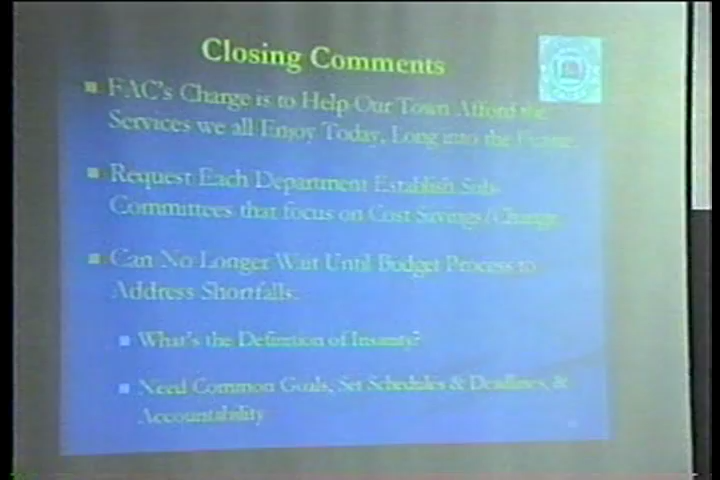 Closing Comments
FAC's Charge is to Help Our Town Afford the
Services we all Enjoy Today, Long into the Future.
Request Each Department Establish Sub-
Committees that focus on Cost Savings/Change
Can No Longer Wait Until Budget Process to
Address Shortfalls.
What's the Definition of Insanity?
Need Common Goals, Set Schedules & Deadlines, &
Accountability